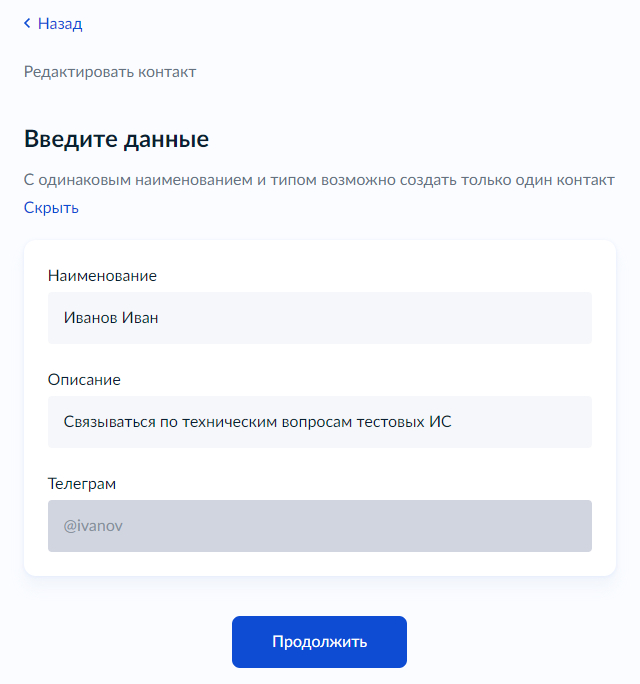 Назад
Редактировать контакт
Введите данные
С одинаковым наименованием и типом возможно создать только один контакт
Скрыть
Наименование
Иванов Иван
Описание
Связываться по техническим вопросам тестовых ИС
Телеграм
@ivanov
Продолжить